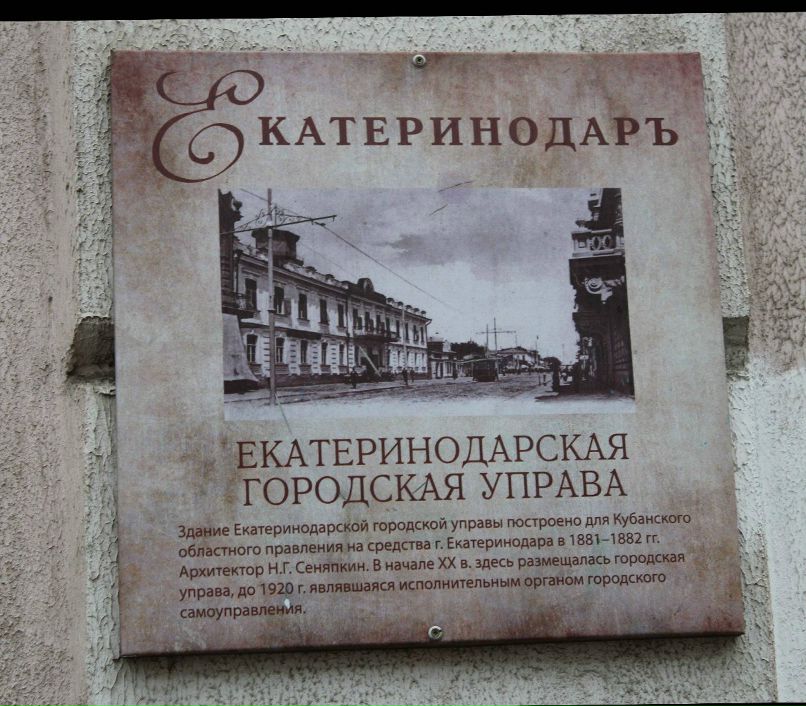 Екатеринодаръ
ЕКАТЕРИНОДАРСКАЯ
ГОРОДСКАЯ УПРАВА
Здание Екатеринодарской городской управы построено для Кубанского
областного правления на средства г. Екатеринодара в 1881–1882 гг.
Архитектор Н.Г. Сеняпкин. В начале XX в. здесь размещалась городская
управа, до 1920 г. являвшаяся исполнительным органом городского
самоуправления.